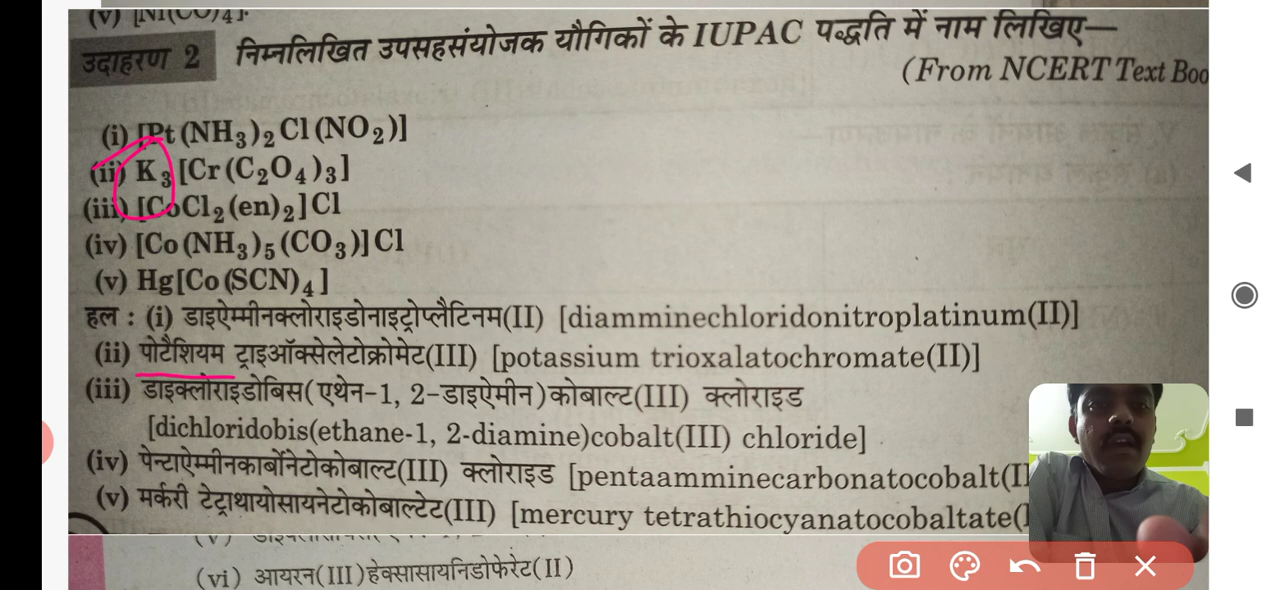 (v) [Ni(CO)4].
उदाहरण 2 निम्नलिखित उपसहसंयोजक यौगिकों के IUPAC पद्धति में नाम लिखिए—
(From NCERT Text Boo
(i) [Pt(NH3)2Cl(NO2)]
(ii) K3[Cr(C2O4)3]
(iii) [CoCl2(en)2]Cl
(iv) [Co(NH3)5(CO3)]Cl
(v) Hg[Co(SCN)4]
हल : (i) डाइऐम्मीनक्लोराइडोनाइट्रोप्लैटिनम(II) [diamminechloridonitroplatinum(II)]
(ii) पोटैशियम ट्राइऑक्सेलेटोक्रोमेट(III) [potassium trioxalatochromate(II)]
(iii) डाइक्लोराइडोबिस(एथेन-1, 2-डाइऐमीन)कोबाल्ट(III) क्लोराइड
[dichloridobis(ethane-1, 2-diamine)cobalt(III) chloride]
(iv) पेन्टाऐम्मीनकार्बोनेटोकोबाल्ट(III) क्लोराइड [pentaamminecarbonatocobalt(I
(v) मर्करी टेट्राथायोसायनेटोकोबाल्टेट(III) [mercury tetrathiocyanatocobaltate(I
(vi) आयरन(III)हेक्सासायनिडोफेरेट(II)